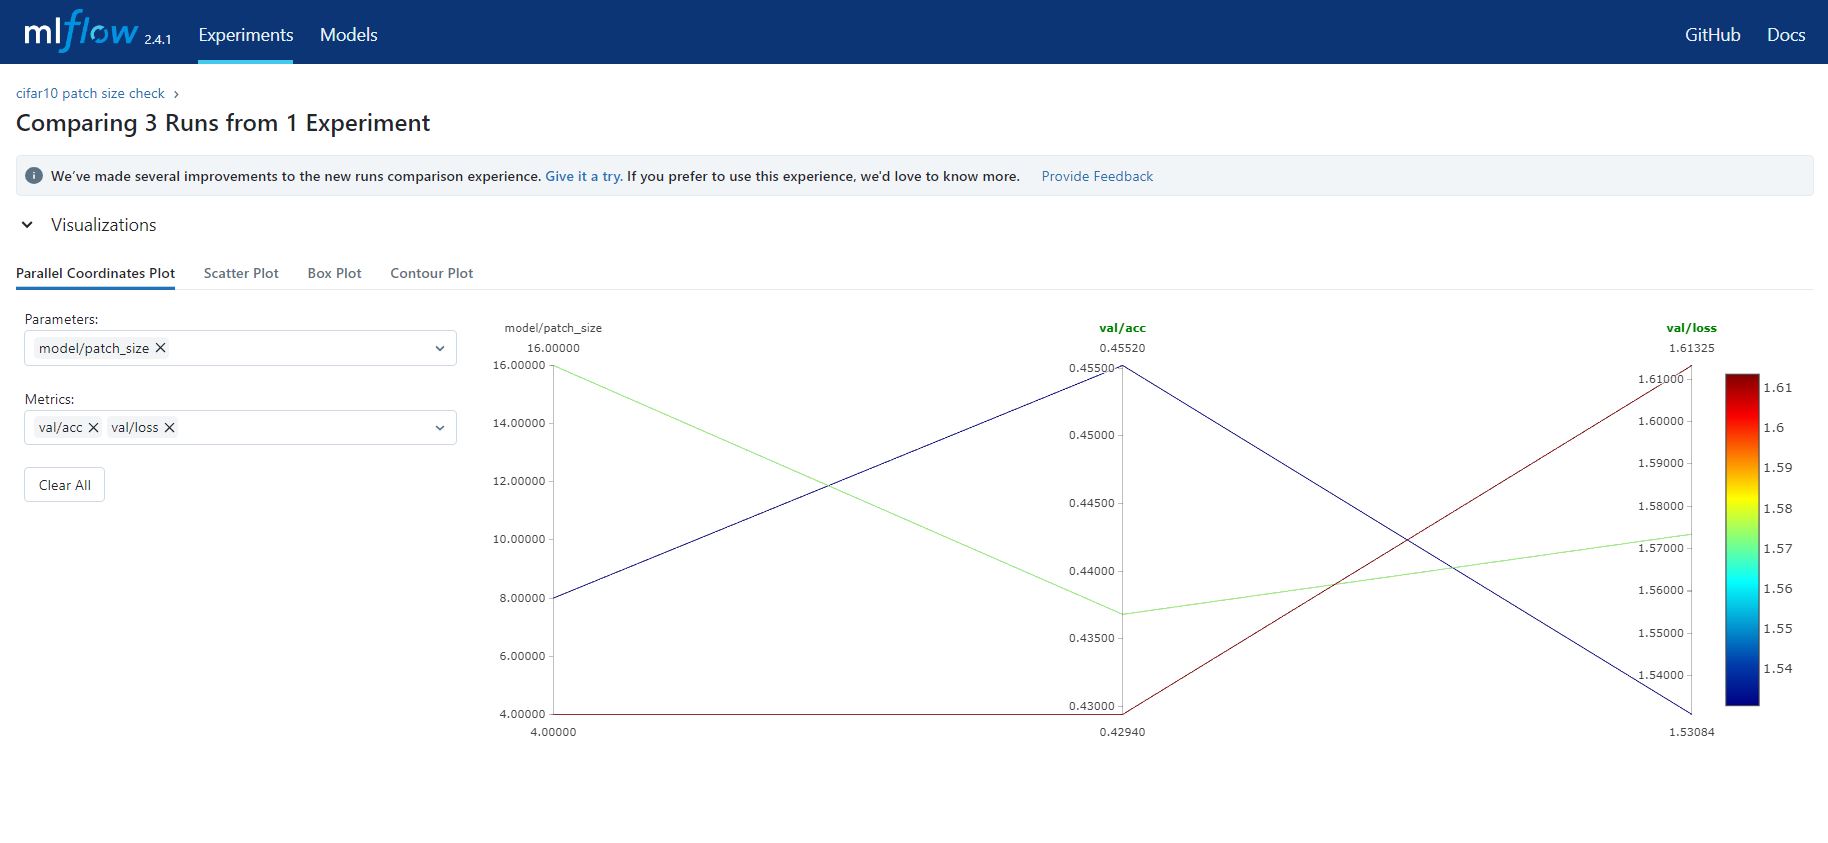 mlflow 2.4.1 Experiments Models GitHub Docs
cifar10 patch size check
Comparing 3 Runs from 1 Experiment
We've made several improvements to the new runs comparison experience. Give it a try. If you prefer to use this experience, we'd love to know more. Provide Feedback
Visualizations
Parallel Coordinates Plot Scatter Plot Box Plot Contour Plot
Parameters:
model/patch_size
Metrics:
val/acc val/loss
Clear All
model/patch_size
16.00000
16.00000
14.00000
12.00000
10.00000
8.00000
6.00000
4.00000
4.00000
val/acc
0.45520
0.45500
0.45000
0.44500
0.44000
0.43500
0.43000
0.42940
val/loss
1.61325
1.61000
1.60000
1.59000
1.58000
1.57000
1.56000
1.55000
1.54000
1.53084
1.61
1.6
1.59
1.58
1.57
1.56
1.55
1.54